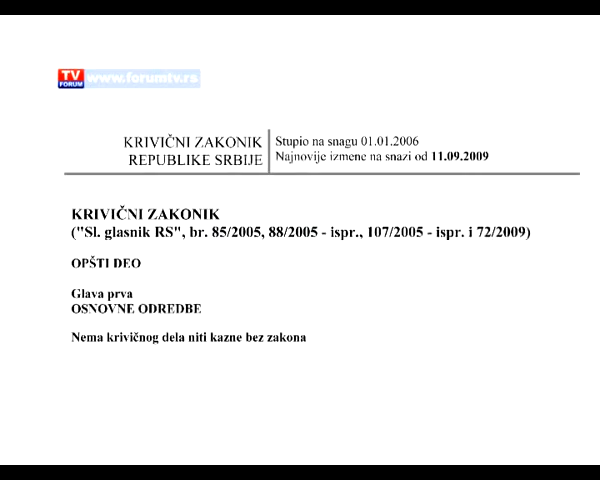 TV
FORUM
www.forumtv.rs
KRIVIČNI ZAKONIK
REPUBLIKE SRBIJE
Stupio na snagu 01.01.2006
Najnovije izmene na snazi od 11.09.2009
KRIVIČNI ZAKONIK
("Sl. glasnik RS", br. 85/2005, 88/2005 - ispr., 107/2005 - ispr. i 72/2009)
OPŠTI DEO
Glava prva
OSNOVNE ODREDBE
Nema krivičnog dela niti kazne bez zakona